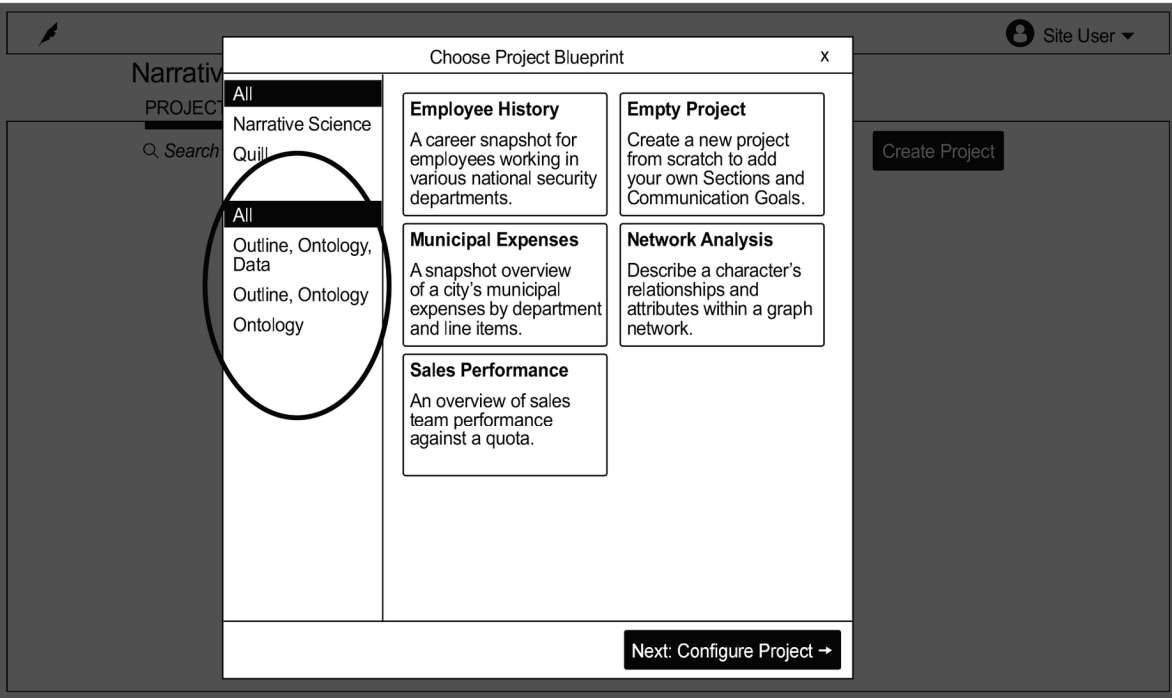 Site User
Narrativ
PROJECT
Search
Create Project
Choose Project Blueprint
x
All
Narrative Science
Quill
All
Outline, Ontology,
Data
Outline, Ontology
Ontology
Employee History
A career snapshot for
employees working in
various national security
departments.
Empty Project
Create a new project
from scratch to add
your own Sections and
Communication Goals.
Municipal Expenses
A snapshot overview
of a city's municipal
expenses by department
and line items.
Network Analysis
Describe a character's
relationships and
attributes within a graph
network.
Sales Performance
An overview of sales
team performance
against a quota.
Next: Configure Project →